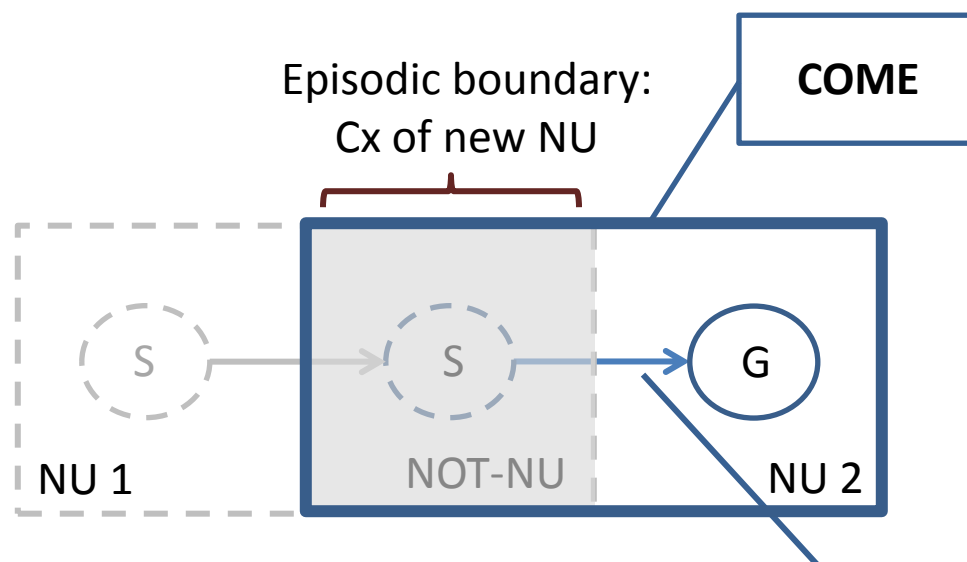 Episodic boundary:
Cx of new NU
COME
S
S
G
NU 1
NOT-NU
NU 2